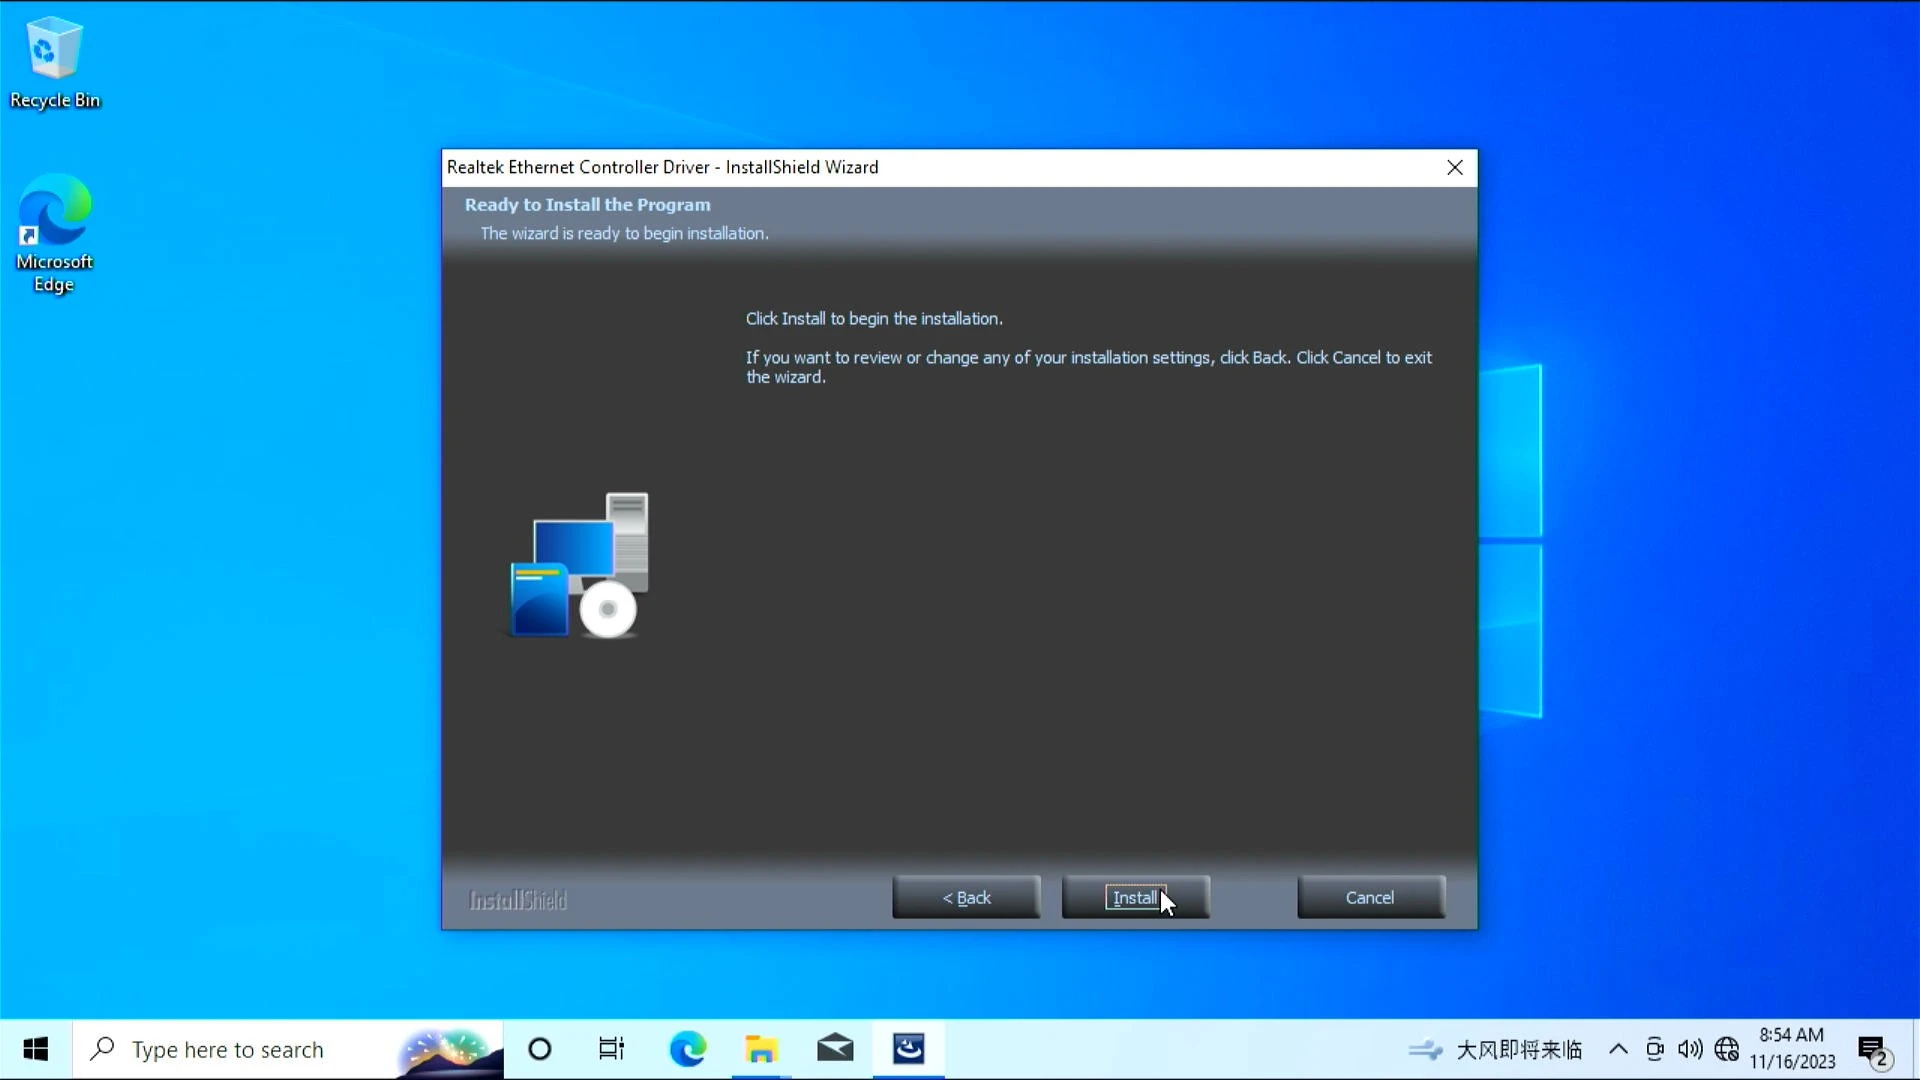 Recycle Bin
Microsoft
Edge
Realtek Ethernet Controller Driver - InstallShield Wizard
Ready to Install the Program
The wizard is ready to begin installation.
Click Install to begin the installation.
If you want to review or change any of your installation settings, click Back. Click Cancel to exit
the wizard.
InstallShield
< Back
Install
Cancel
Type here to search
大风即将来临
8:54 AM
11/16/2023
2